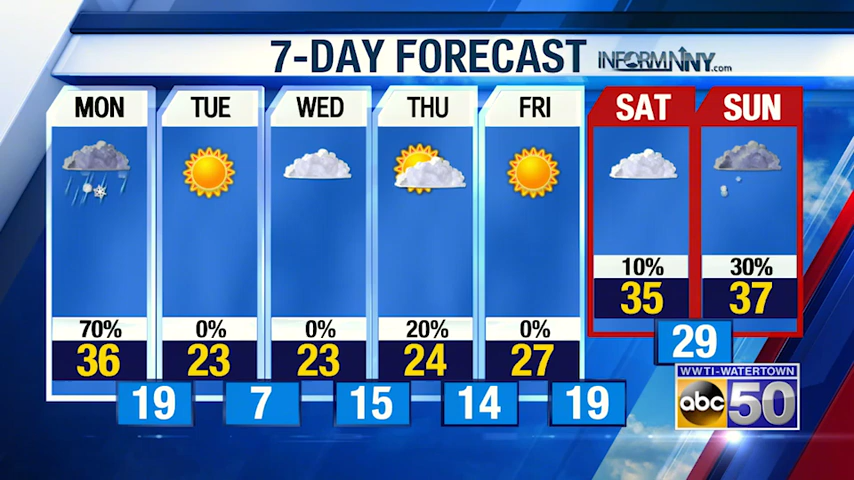 7-DAY FORECAST INFORMNNY.com
MON TUE WED THU FRI SAT SUN
10% 30%
35 37
70% 0% 0% 20% 0%
36 23 23 24 27
29
19 7 15 14 19
WWTI-WATERTOWN
abc 50